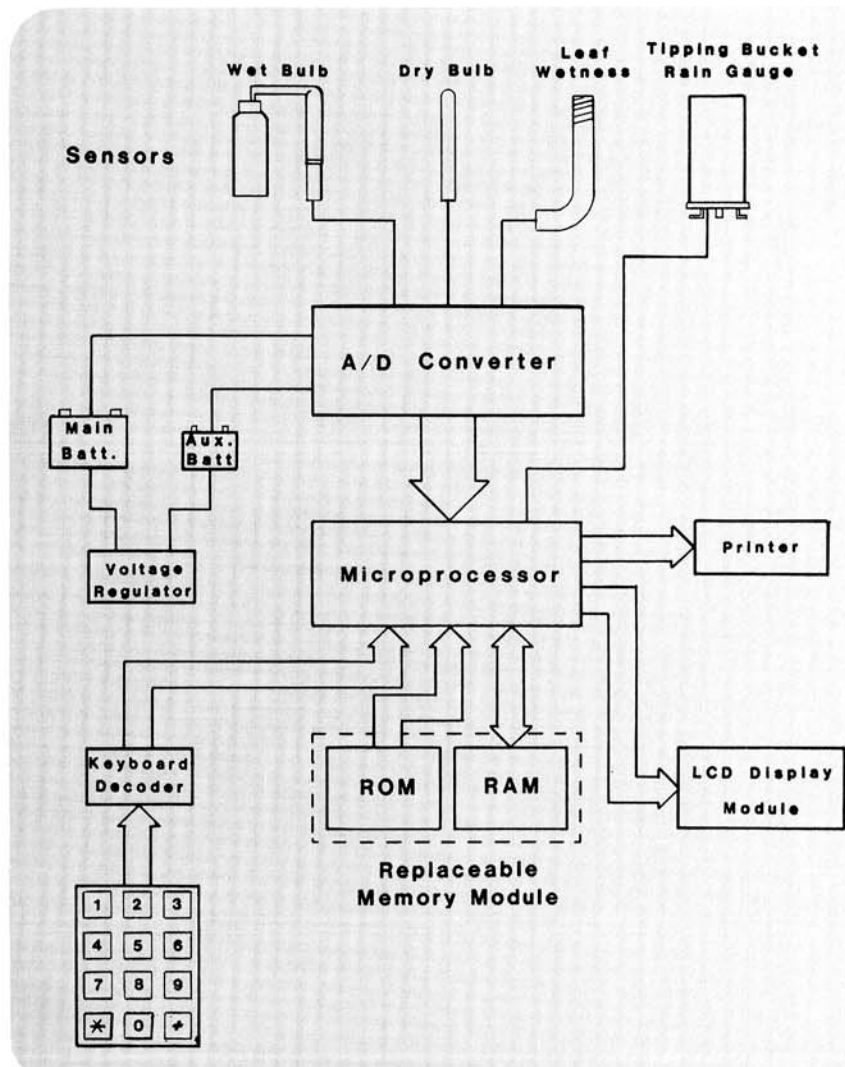 Wet Bulb
Dry Bulb
Leaf
Wetness
Tipping Bucket
Rain Gauge
Sensors
A/D Converter
Main
Batt.
Aux.
Batt
Voltage
Regulator
Microprocessor
Printer
Keyboard
Decoder
ROM
RAM
LCD Display
Module
Replaceable
Memory Module
1 2 3
4 5 6
7 8 9
* 0 +